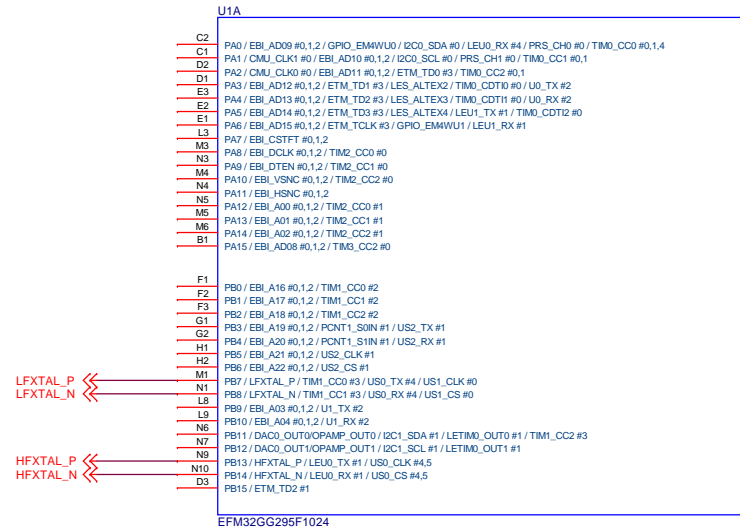 U1A
C2 PA0 / EBI_AD09 #0,1,2 / GPIO_EM4WU0 / I2C0_SDA #0 / LEU0_RX #4 / PRS_CH0 #0 / TIM0_CC0 #0,1,4
C1 PA1 / CMU_CLK1 #0 / EBI_AD10 #0,1,2 / I2C0_SCL #0 / PRS_CH1 #0 / TIM0_CC1 #0,1
D2 PA2 / CMU_CLK0 #0 / EBI_AD11 #0,1,2 / ETM_TD0 #3 / TIM0_CC2 #0,1
D1 PA3 / EBI_AD12 #0,1,2 / ETM_TD1 #3 / LES_ALTEX2 / TIM0_CDTI0 #0 / U0_TX #2
E3 PA4 / EBI_AD13 #0,1,2 / ETM_TD2 #3 / LES_ALTEX3 / TIM0_CDTI1 #0 / U0_RX #2
E2 PA5 / EBI_AD14 #0,1,2 / ETM_TD3 #3 / LES_ALTEX4 / LEU1_TX #1 / TIM0_CDTI2 #0
E1 PA6 / EBI_AD15 #0,1,2 / ETM_TCLK #3 / GPIO_EM4WU1 / LEU1_RX #1
L3 PA7 / EBI_CSTFT #0,1,2
M3 PA8 / EBI_DCLK #0,1,2 / TIM2_CC0 #0
N3 PA9 / EBI_DTEN #0,1,2 / TIM2_CC1 #0
M4 PA10 / EBI_VSNC #0,1,2 / TIM2_CC2 #0
N4 PA11 / EBI_HSNC #0,1,2
N5 PA12 / EBI_A00 #0,1,2 / TIM2_CC0 #1
M5 PA13 / EBI_A01 #0,1,2 / TIM2_CC1 #1
M6 PA14 / EBI_A02 #0,1,2 / TIM2_CC2 #1
B1 PA15 / EBI_AD08 #0,1,2 / TIM3_CC2 #0
F1 PB0 / EBI_A16 #0,1,2 / TIM1_CC0 #2
F2 PB1 / EBI_A17 #0,1,2 / TIM1_CC1 #2
F3 PB2 / EBI_A18 #0,1,2 / TIM1_CC2 #2
G1 PB3 / EBI_A19 #0,1,2 / PCNT1_S0IN #1 / US2_TX #1
G2 PB4 / EBI_A20 #0,1,2 / PCNT1_S1IN #1 / US2_RX #1
H1 PB5 / EBI_A21 #0,1,2 / US2_CLK #1
H2 PB6 / EBI_A22 #0,1,2 / US2_CS #1
LFXTAL_P M1 PB7 / LFXTAL_P / TIM1_CC0 #3 / US0_TX #4 / US1_CLK #0
LFXTAL_N N1 PB8 / LFXTAL_N / TIM1_CC1 #3 / US0_RX #4 / US1_CS #0
L8 PB9 / EBI_A03 #0,1,2 / U1_TX #2
L9 PB10 / EBI_A04 #0,1,2 / U1_RX #2
N6 PB11 / DAC0_OUT0/OPAMP_OUT0 / I2C1_SDA #1 / LETIM0_OUT0 #1 / TIM1_CC2 #3
N7 PB12 / DAC0_OUT1/OPAMP_OUT1 / I2C1_SCL #1 / LETIM0_OUT1 #1
HFXTAL_P N9 PB13 / HFXTAL_P / LEU0_TX #1 / US0_CLK #4,5
HFXTAL_N N10 PB14 / HFXTAL_N / LEU0_RX #1 / US0_CS #4,5
D3 PB15 / ETM_TD2 #1
EFM32GG295F1024